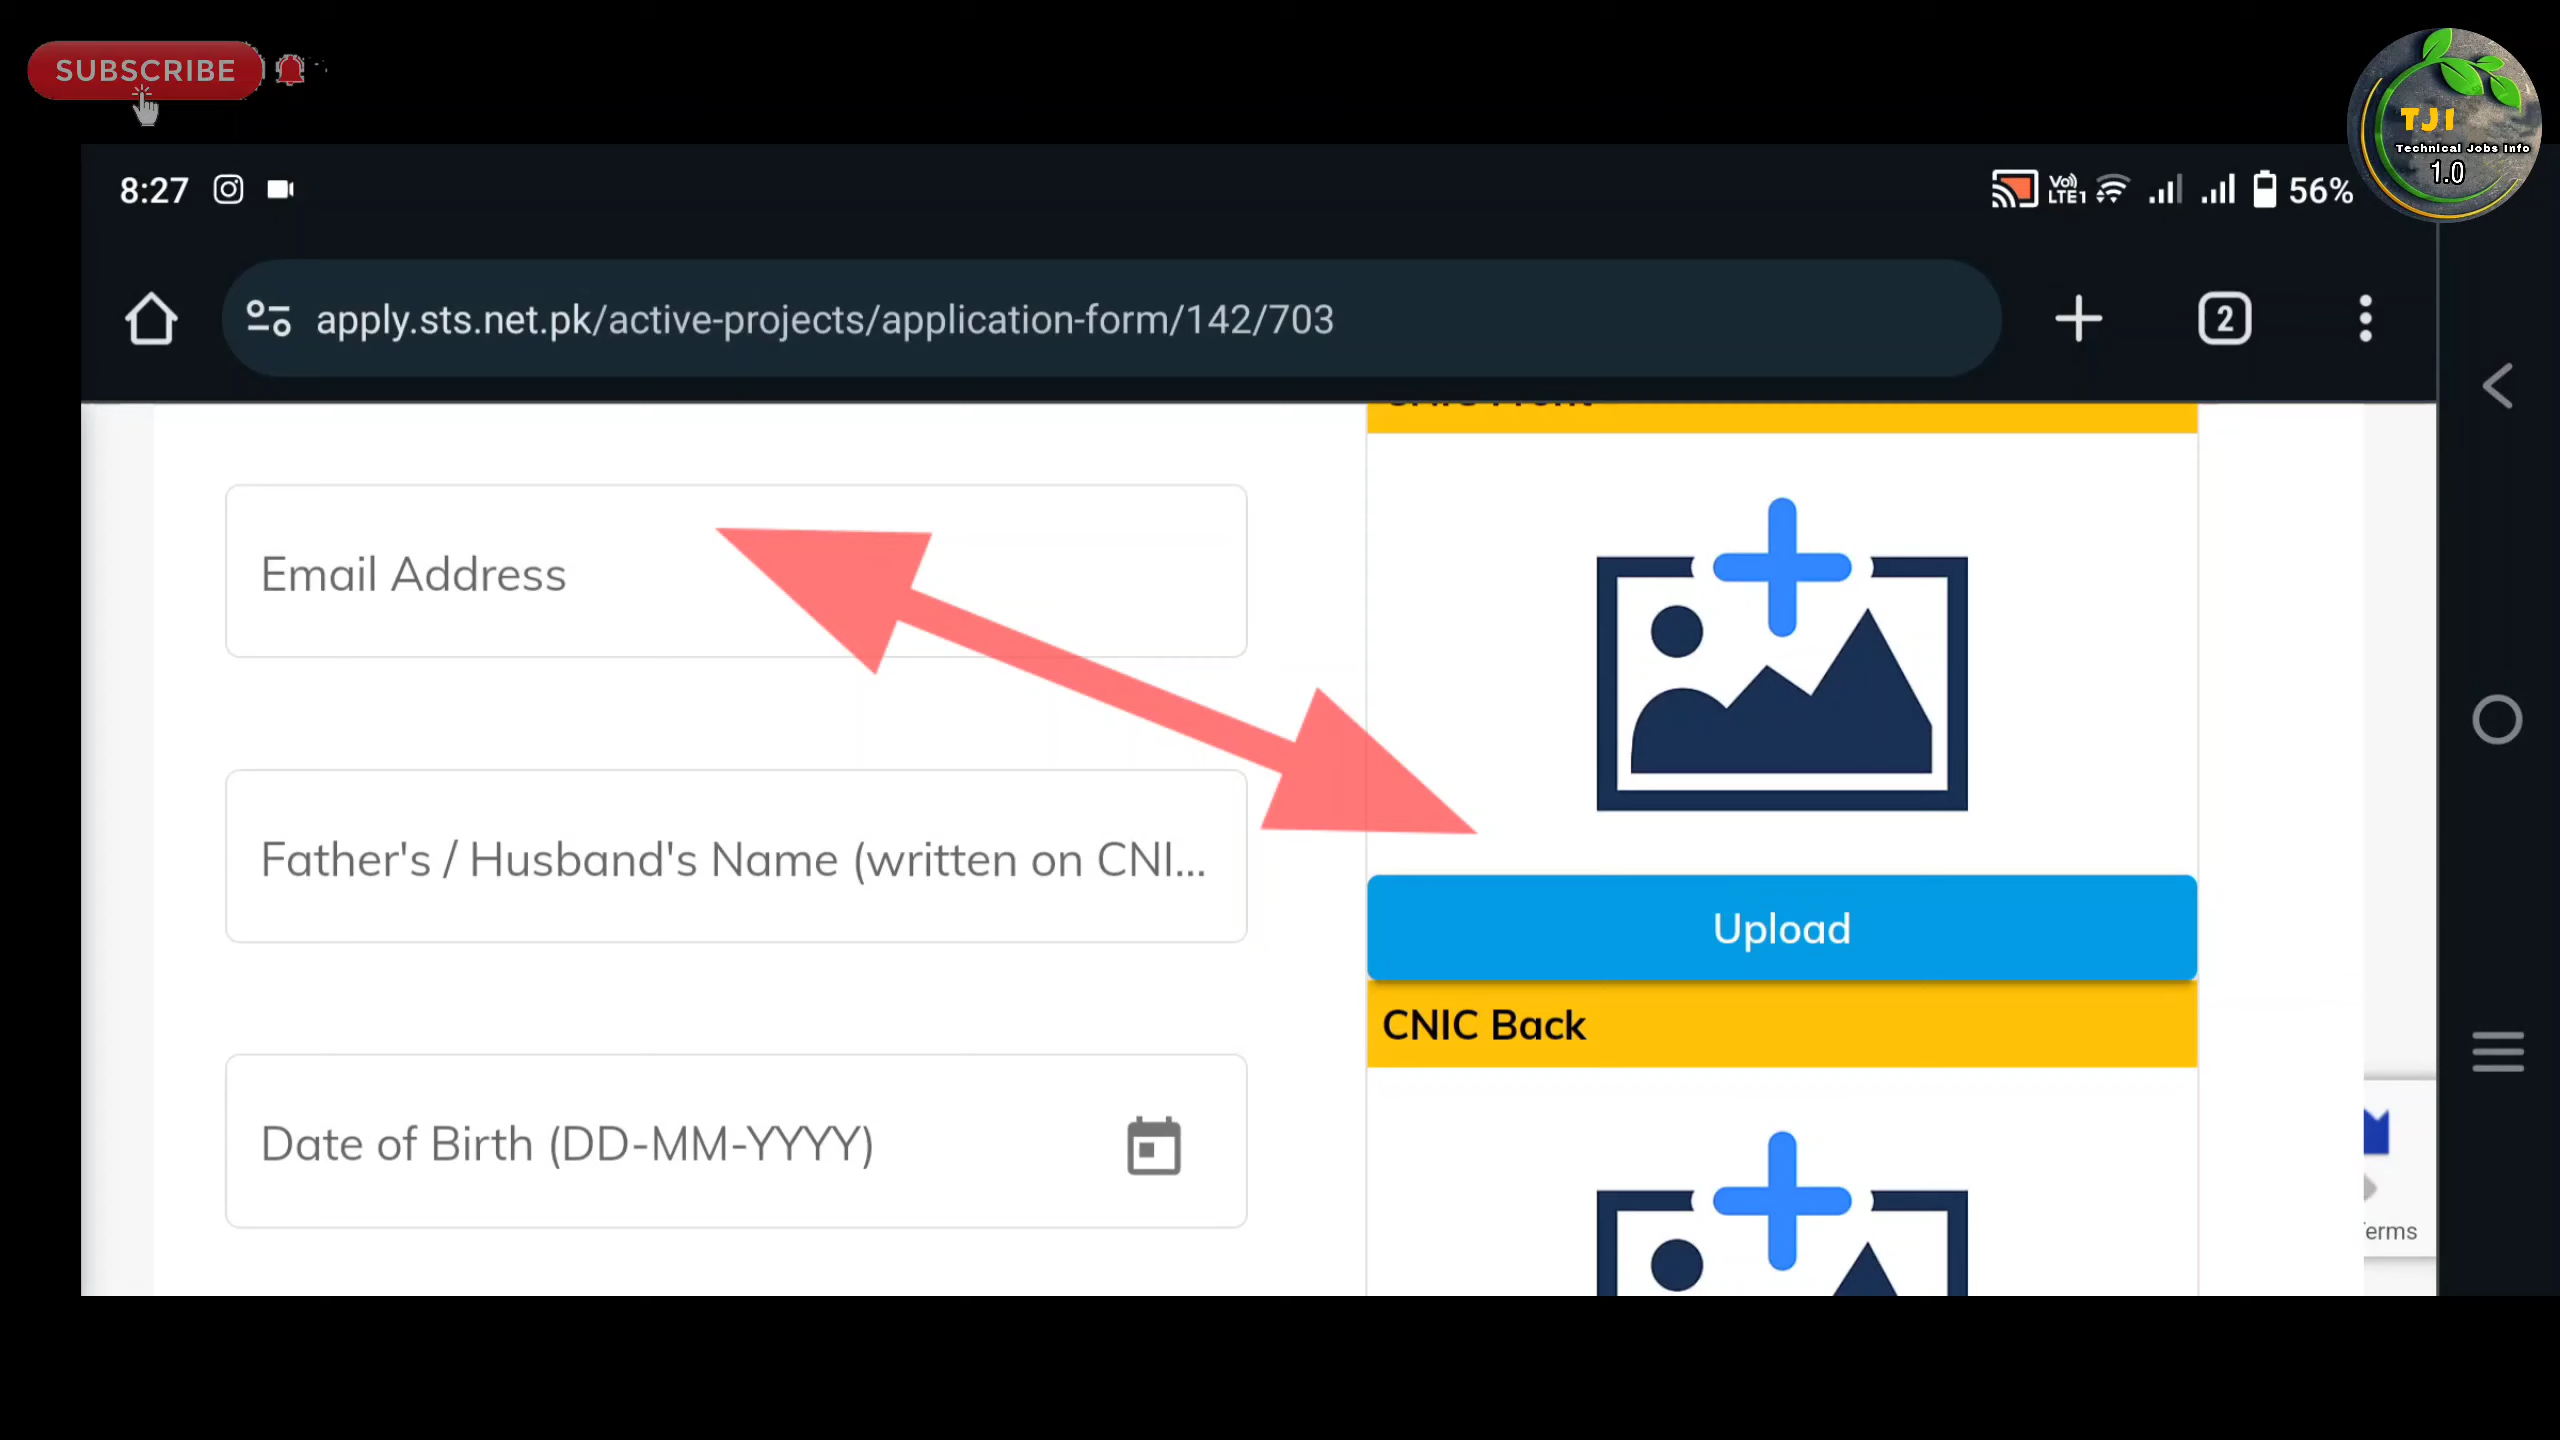 SUBSCRIBE
TJI
Technical Jobs Info
1.0
8:27
Vo) LTE1
56%
apply.sts.net.pk/active-projects/application-form/142/703
2
Email Address
Father's / Husband's Name (written on CNI...
Date of Birth (DD-MM-YYYY)
Upload
CNIC Back
erms